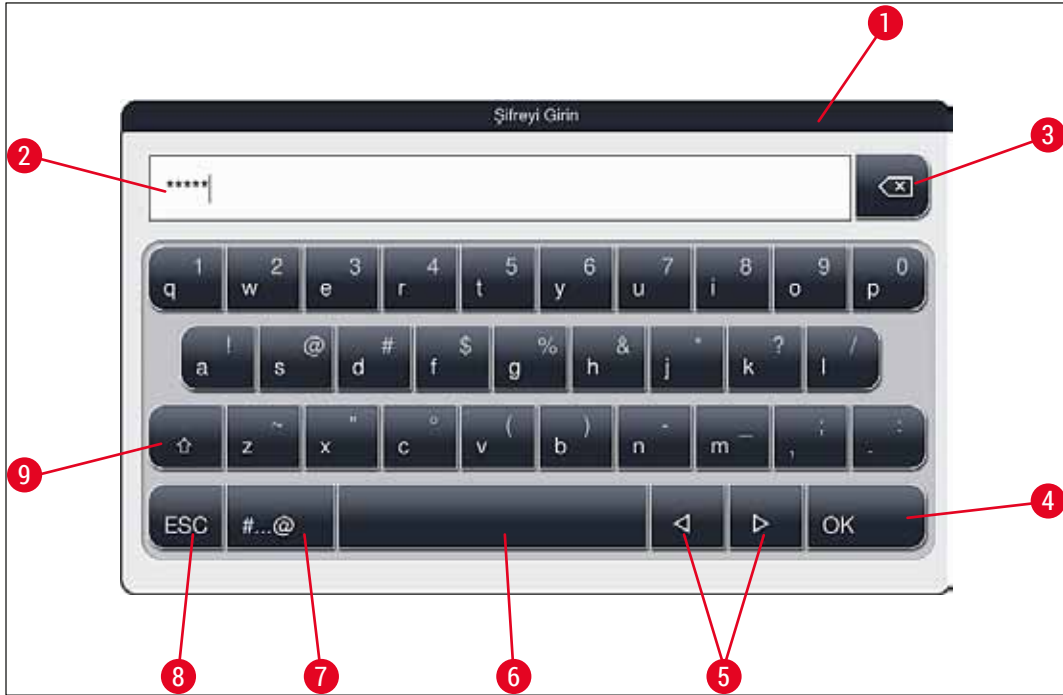 1
Şifreyi Girin
2
*****
3
1 2 3 4 5 6 7 8 9 0
q w e r t y u i o p
! @ # $ % & * ? /
a s d f g h j k l
~ " ° ( ) - _ ; :
z x c v b n m , .
9
ESC #...@ OK
4
8 7 6 5